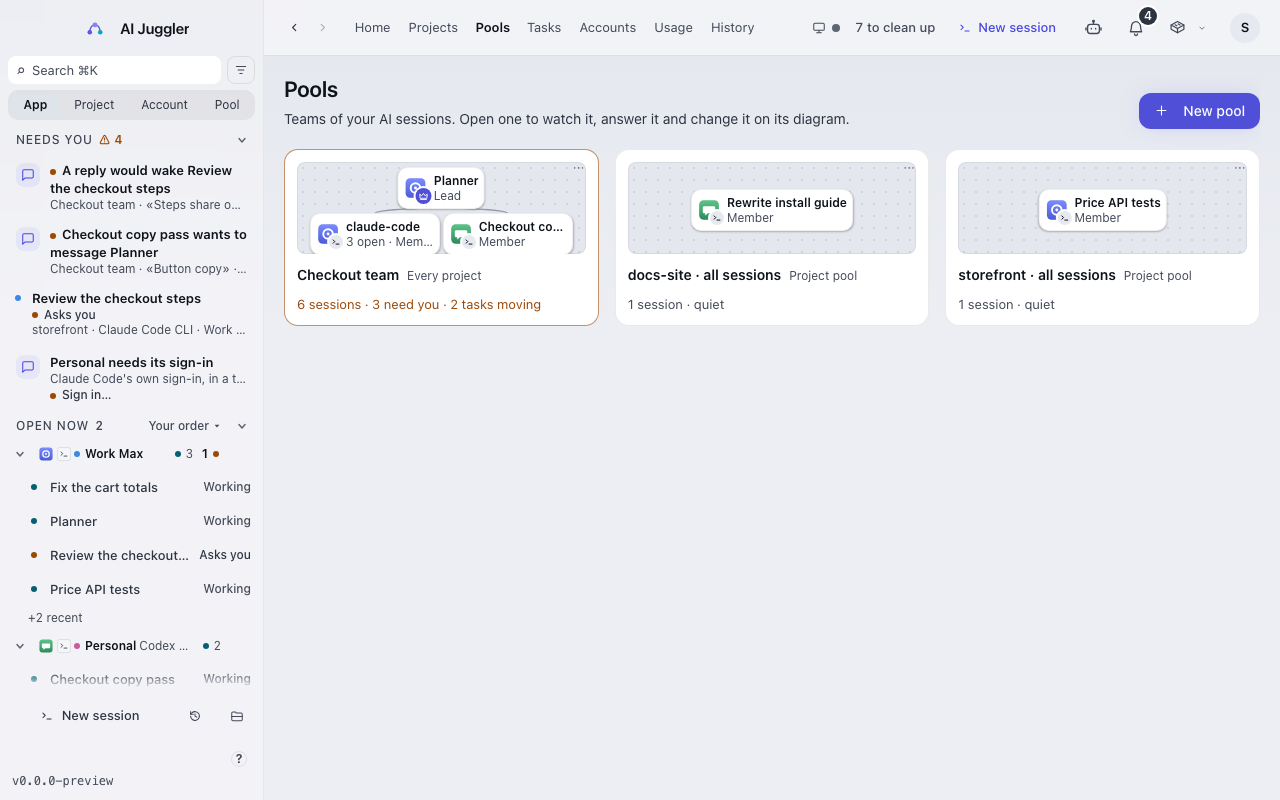 AI Juggler
Search ⌘K
App Project Account Pool
NEEDS YOU 4
A reply would wake Review
the checkout steps
Checkout team · «Steps share o...
Checkout copy pass wants to
message Planner
Checkout team · «Button copy» ·...
Review the checkout steps
Asks you
storefront · Claude Code CLI · Work ...
Personal needs its sign-in
Claude Code's own sign-in, in a t...
Sign in...
OPEN NOW 2 Your order
Work Max 3 1
Fix the cart totals Working
Planner Working
Review the checkout... Asks you
Price API tests Working
+2 recent
Personal Codex ... 2
Checkout copy pass Working
New session
?
v0.0.0-preview
Home Projects Pools Tasks Accounts Usage History
7 to clean up
New session
4
S
Pools
Teams of your AI sessions. Open one to watch it, answer it and change it on its diagram.
+ New pool
Planner
Lead
claude-code
3 open · Mem...
Checkout co...
Member
Checkout team Every project
6 sessions · 3 need you · 2 tasks moving
Rewrite install guide
Member
docs-site · all sessions Project pool
1 session · quiet
Price API tests
Member
storefront · all sessions Project pool
1 session · quiet